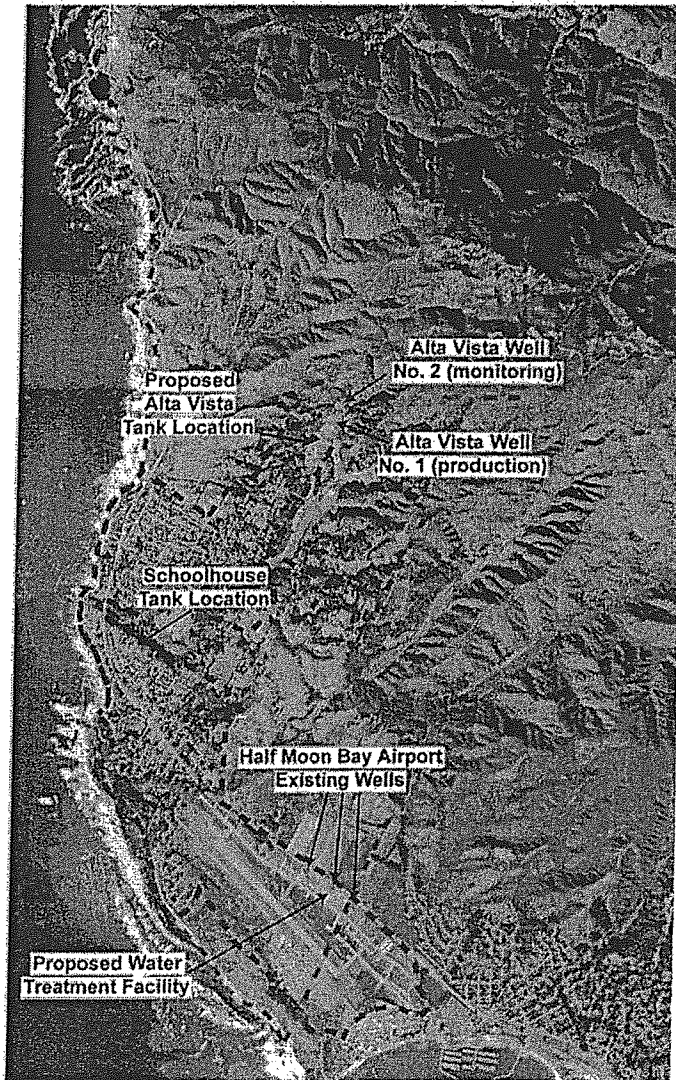 Alta Vista Well
No. 2 (monitoring)
Proposed
Alta Vista
Tank Location
Alta Vista Well
No. 1 (production)
Schoolhouse
Tank Location
Half Moon Bay Airport
Existing Wells
Proposed Water
Treatment Facility